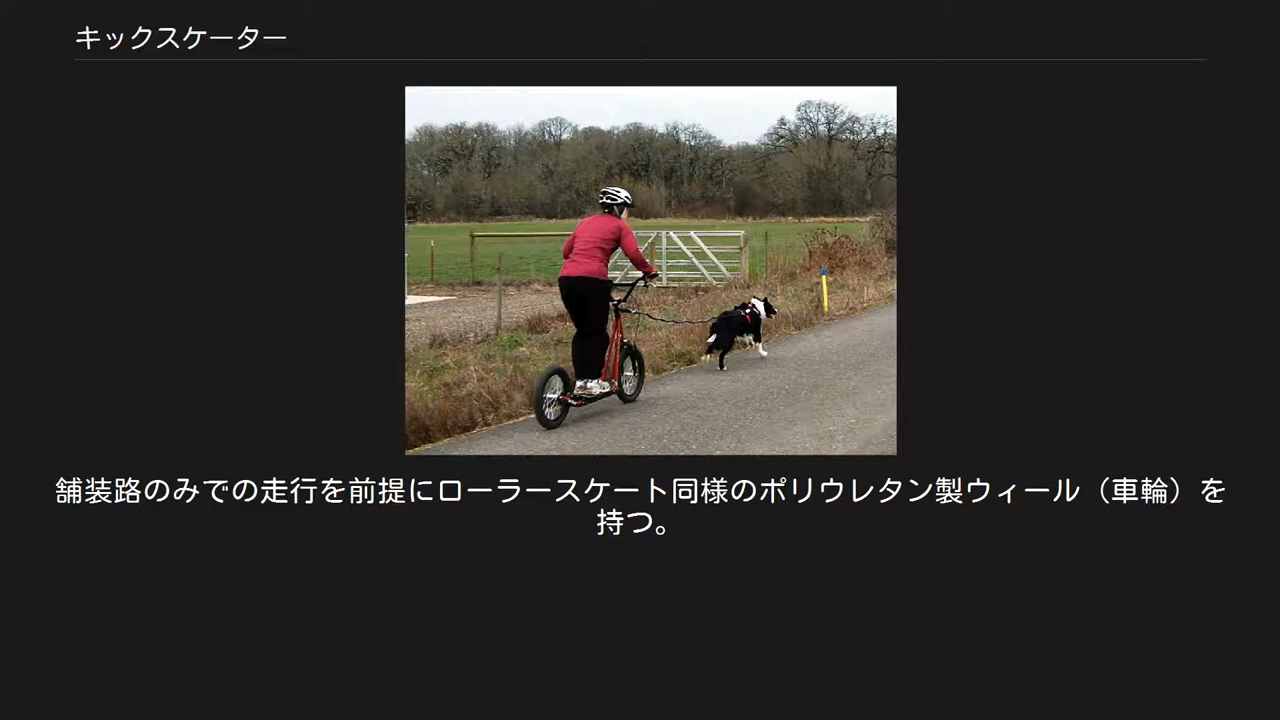 キックスケーター
舗装路のみでの走行を前提にローラースケート同様のポリウレタン製ウィール（車輪）を
持つ。